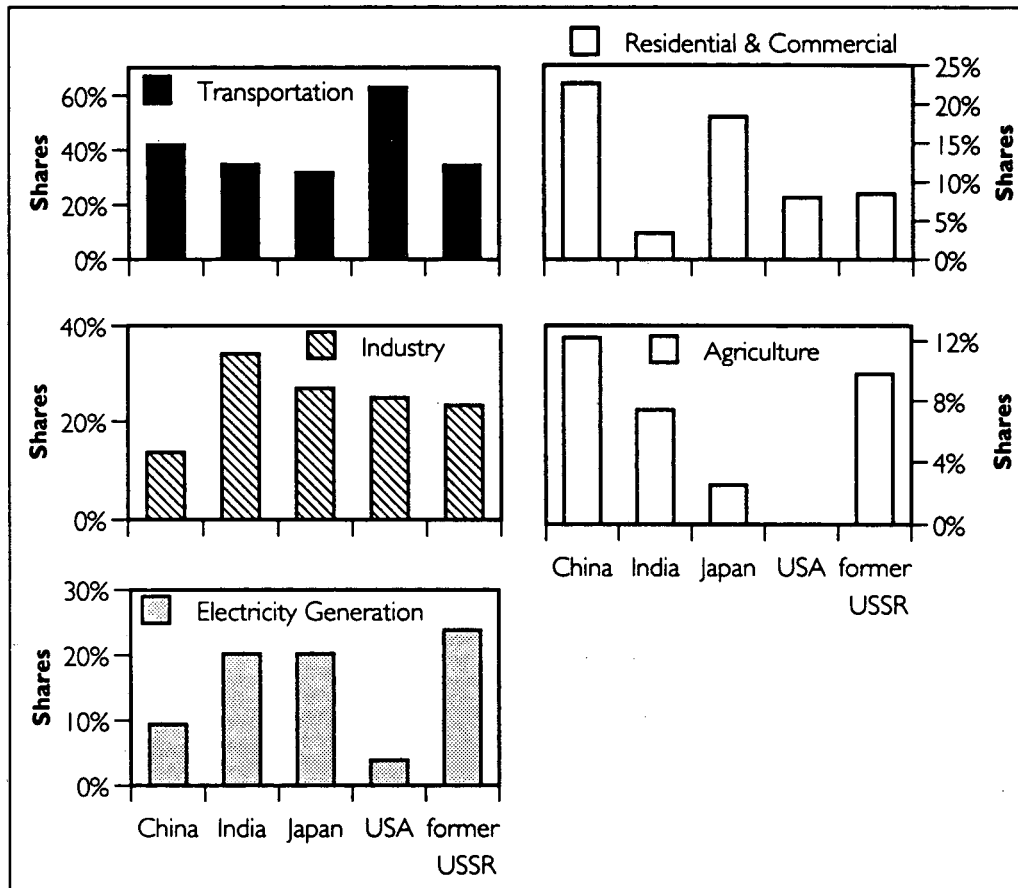 Transportation
60%
40%
20%
0%
Shares
Residential & Commercial
25%
20%
15%
10%
5%
0%
Shares
Industry
40%
20%
0%
Shares
Agriculture
12%
8%
4%
0%
Shares
China India Japan USA former
USSR
Electricity Generation
30%
20%
10%
0%
Shares
China India Japan USA former
USSR